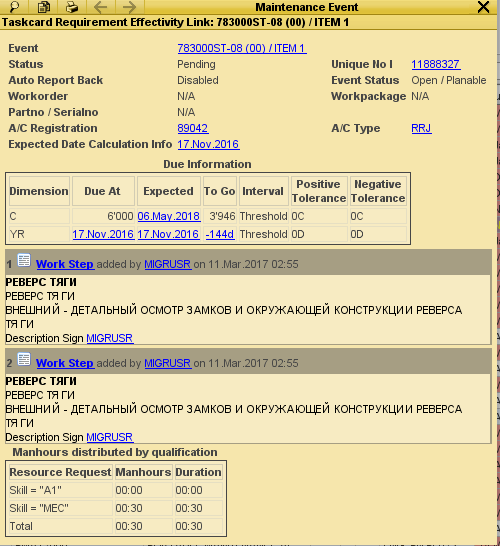 Maintenance Event
Taskcard Requirement Effectivity Link: 783000ST-08 (00) / ITEM 1
Event 783000ST-08 (00) / ITEM 1
Status Pending Unique No I 11888327
Auto Report Back Disabled Event Status Open / Planable
Workorder N/A Workpackage N/A
Partno / Serialno N/A
A/C Registration 89042 A/C Type RRJ
Expected Date Calculation Info 17.Nov.2016
Due Information
Dimension Due At Expected To Go Interval Positive Tolerance Negative Tolerance
C 6'000 06.May.2018 3'946 Threshold 0C 0C
YR 17.Nov.2016 17.Nov.2016 -144d Threshold 0D 0D
1 Work Step added by MIGRUSR on 11.Mar.2017 02:55
РЕВЕРС ТЯГИ
РЕВЕРС ТЯ ГИ
ВНЕШНИЙ - ДЕТАЛЬНЫЙ ОСМОТР ЗАМКОВ И ОКРУЖАЮЩЕЙ КОНСТРУКЦИИ РЕВЕРСА
ТЯ ГИ
Description Sign MIGRUSR
2 Work Step added by MIGRUSR on 11.Mar.2017 02:55
РЕВЕРС ТЯГИ
РЕВЕРС ТЯ ГИ
ВНЕШНИЙ - ДЕТАЛЬНЫЙ ОСМОТР ЗАМКОВ И ОКРУЖАЮЩЕЙ КОНСТРУКЦИИ РЕВЕРСА
ТЯ ГИ
Description Sign MIGRUSR
Manhours distributed by qualification
Resource Request Manhours Duration
Skill = "A1" 00:00 00:00
Skill = "MEC" 00:30 00:30
Total 00:30 00:30